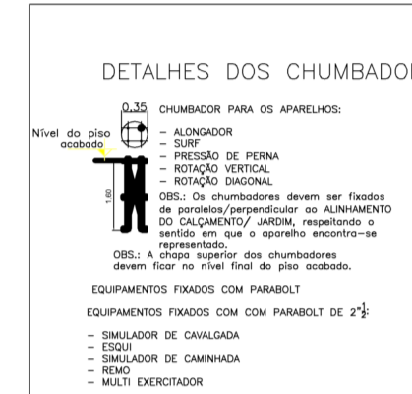 DETALHES DOS CHUMBADO
0.35
CHUMBADOR PARA OS APARELHOS:
Nível do piso
acabado
- ALONGADOR
- SURF
- PRESSÃO DE PERNA
- ROTAÇÃO VERTICAL
- ROTAÇÃO DIAGONAL
1.60
OBS.: Os chumbadores devem ser fixados
de paralelos/perpendicular ao ALINHAMENTO
DO CALÇAMENTO/ JARDIM, respeitando o
sentido em que o aparelho encontra-se
representado.
OBS.: A chapa superior dos chumbadores
devem ficar no nível final do piso acabado.
EQUIPAMENTOS FIXADOS COM PARABOLT
EQUIPAMENTOS FIXADOS COM COM PARABOLT DE 2"½:
- SIMULADOR DE CAVALGADA
- ESQUI
- SIMULADOR DE CAMINHADA
- REMO
- MULTI EXERCITADOR